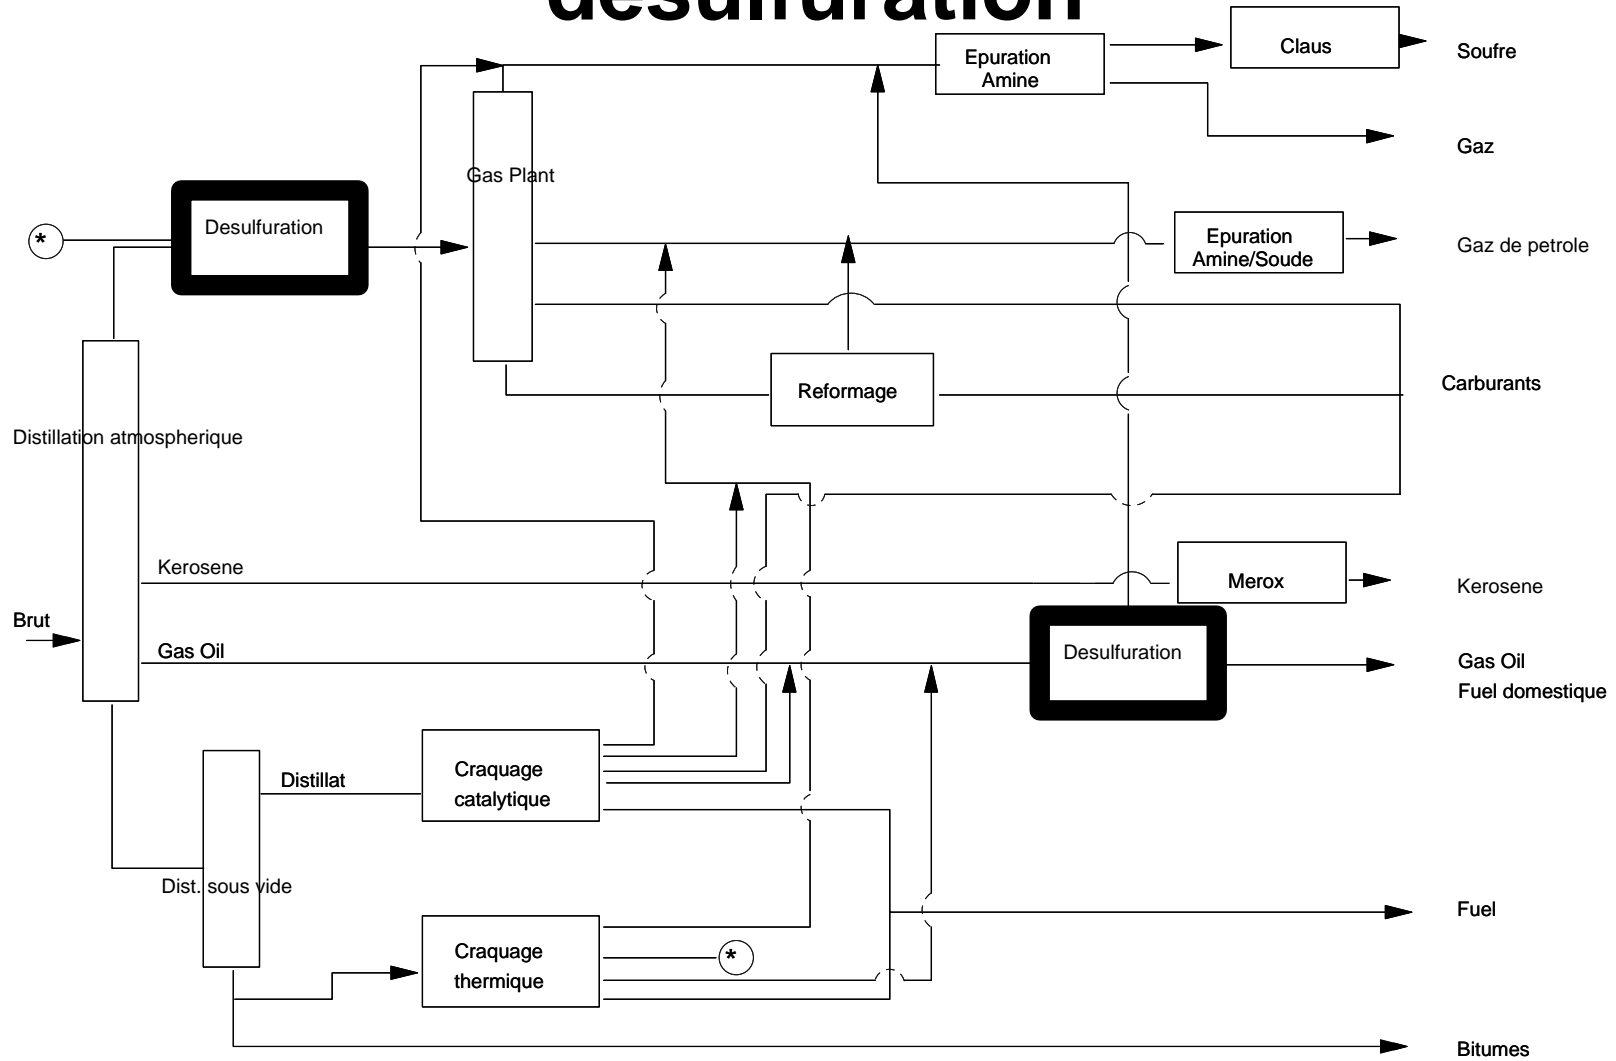 desulfuration
Epuration
Amine
Claus
Soufre
Gaz
Gas Plant
Desulfuration
*
Epuration
Amine/Soude
Gaz de petrole
Reformage
Carburants
Distillation atmospherique
Kerosene
Merox
Kerosene
Brut
Gas Oil
Desulfuration
Gas Oil
Fuel domestique
Distillat
Craquage
catalytique
Dist. sous vide
Fuel
Craquage
thermique
*
Bitumes